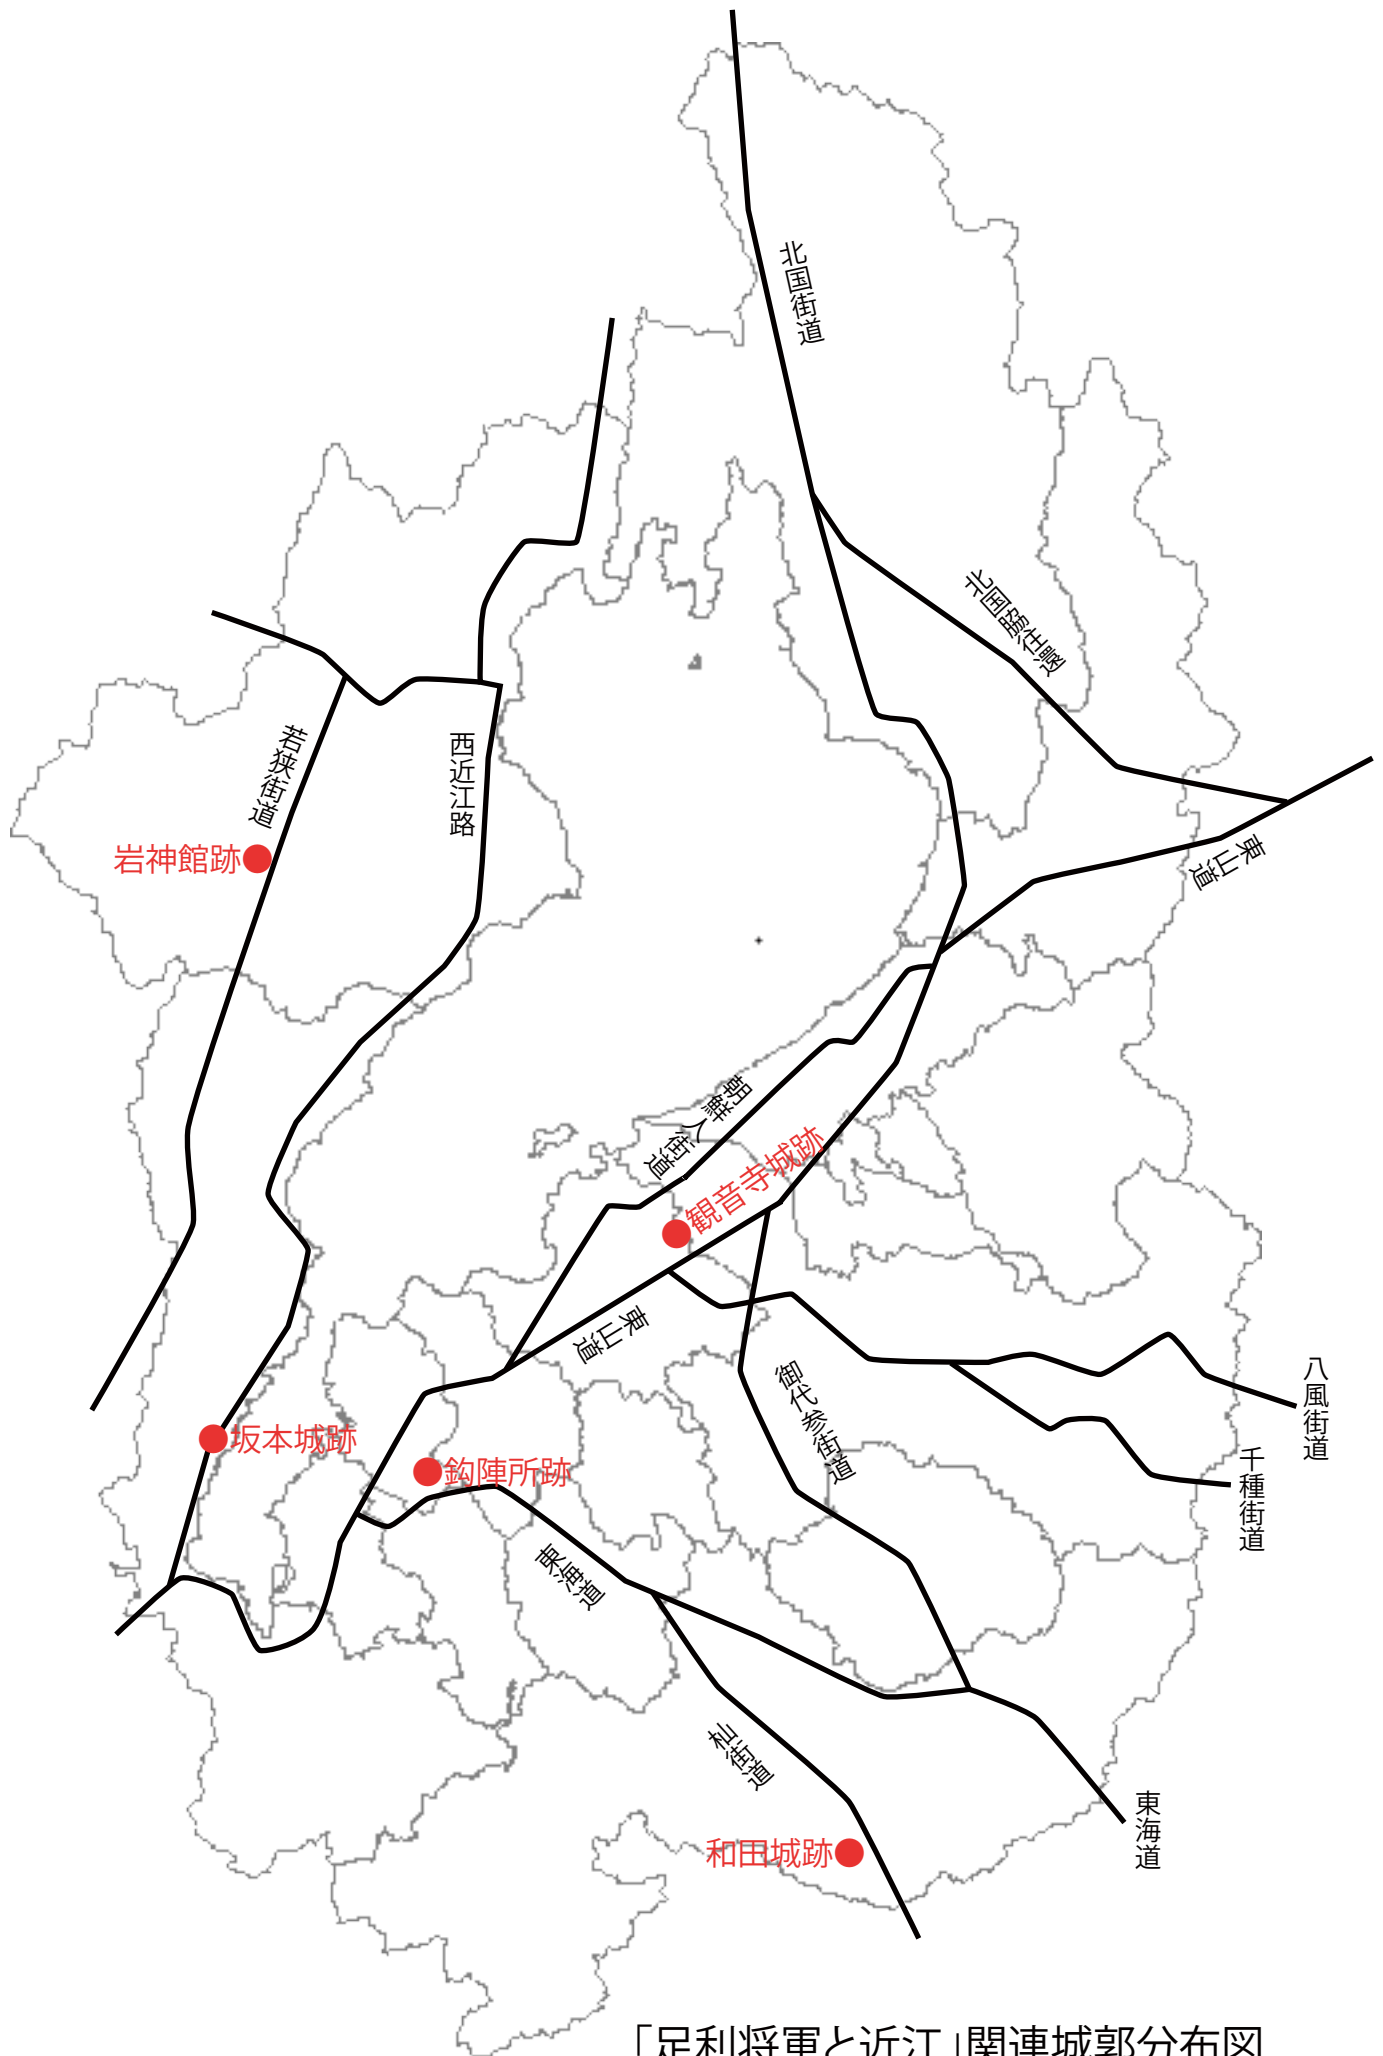 北国街道
北国脇往還
若狭街道
西近江路
岩神館跡
東山道
朝鮮人街道
観音寺城跡
東山道
御代参街道
八風街道
坂本城跡
鈎陣所跡
千種街道
東海道
杣街道
東海道
和田城跡
「足利将軍と近江」関連城郭分布図